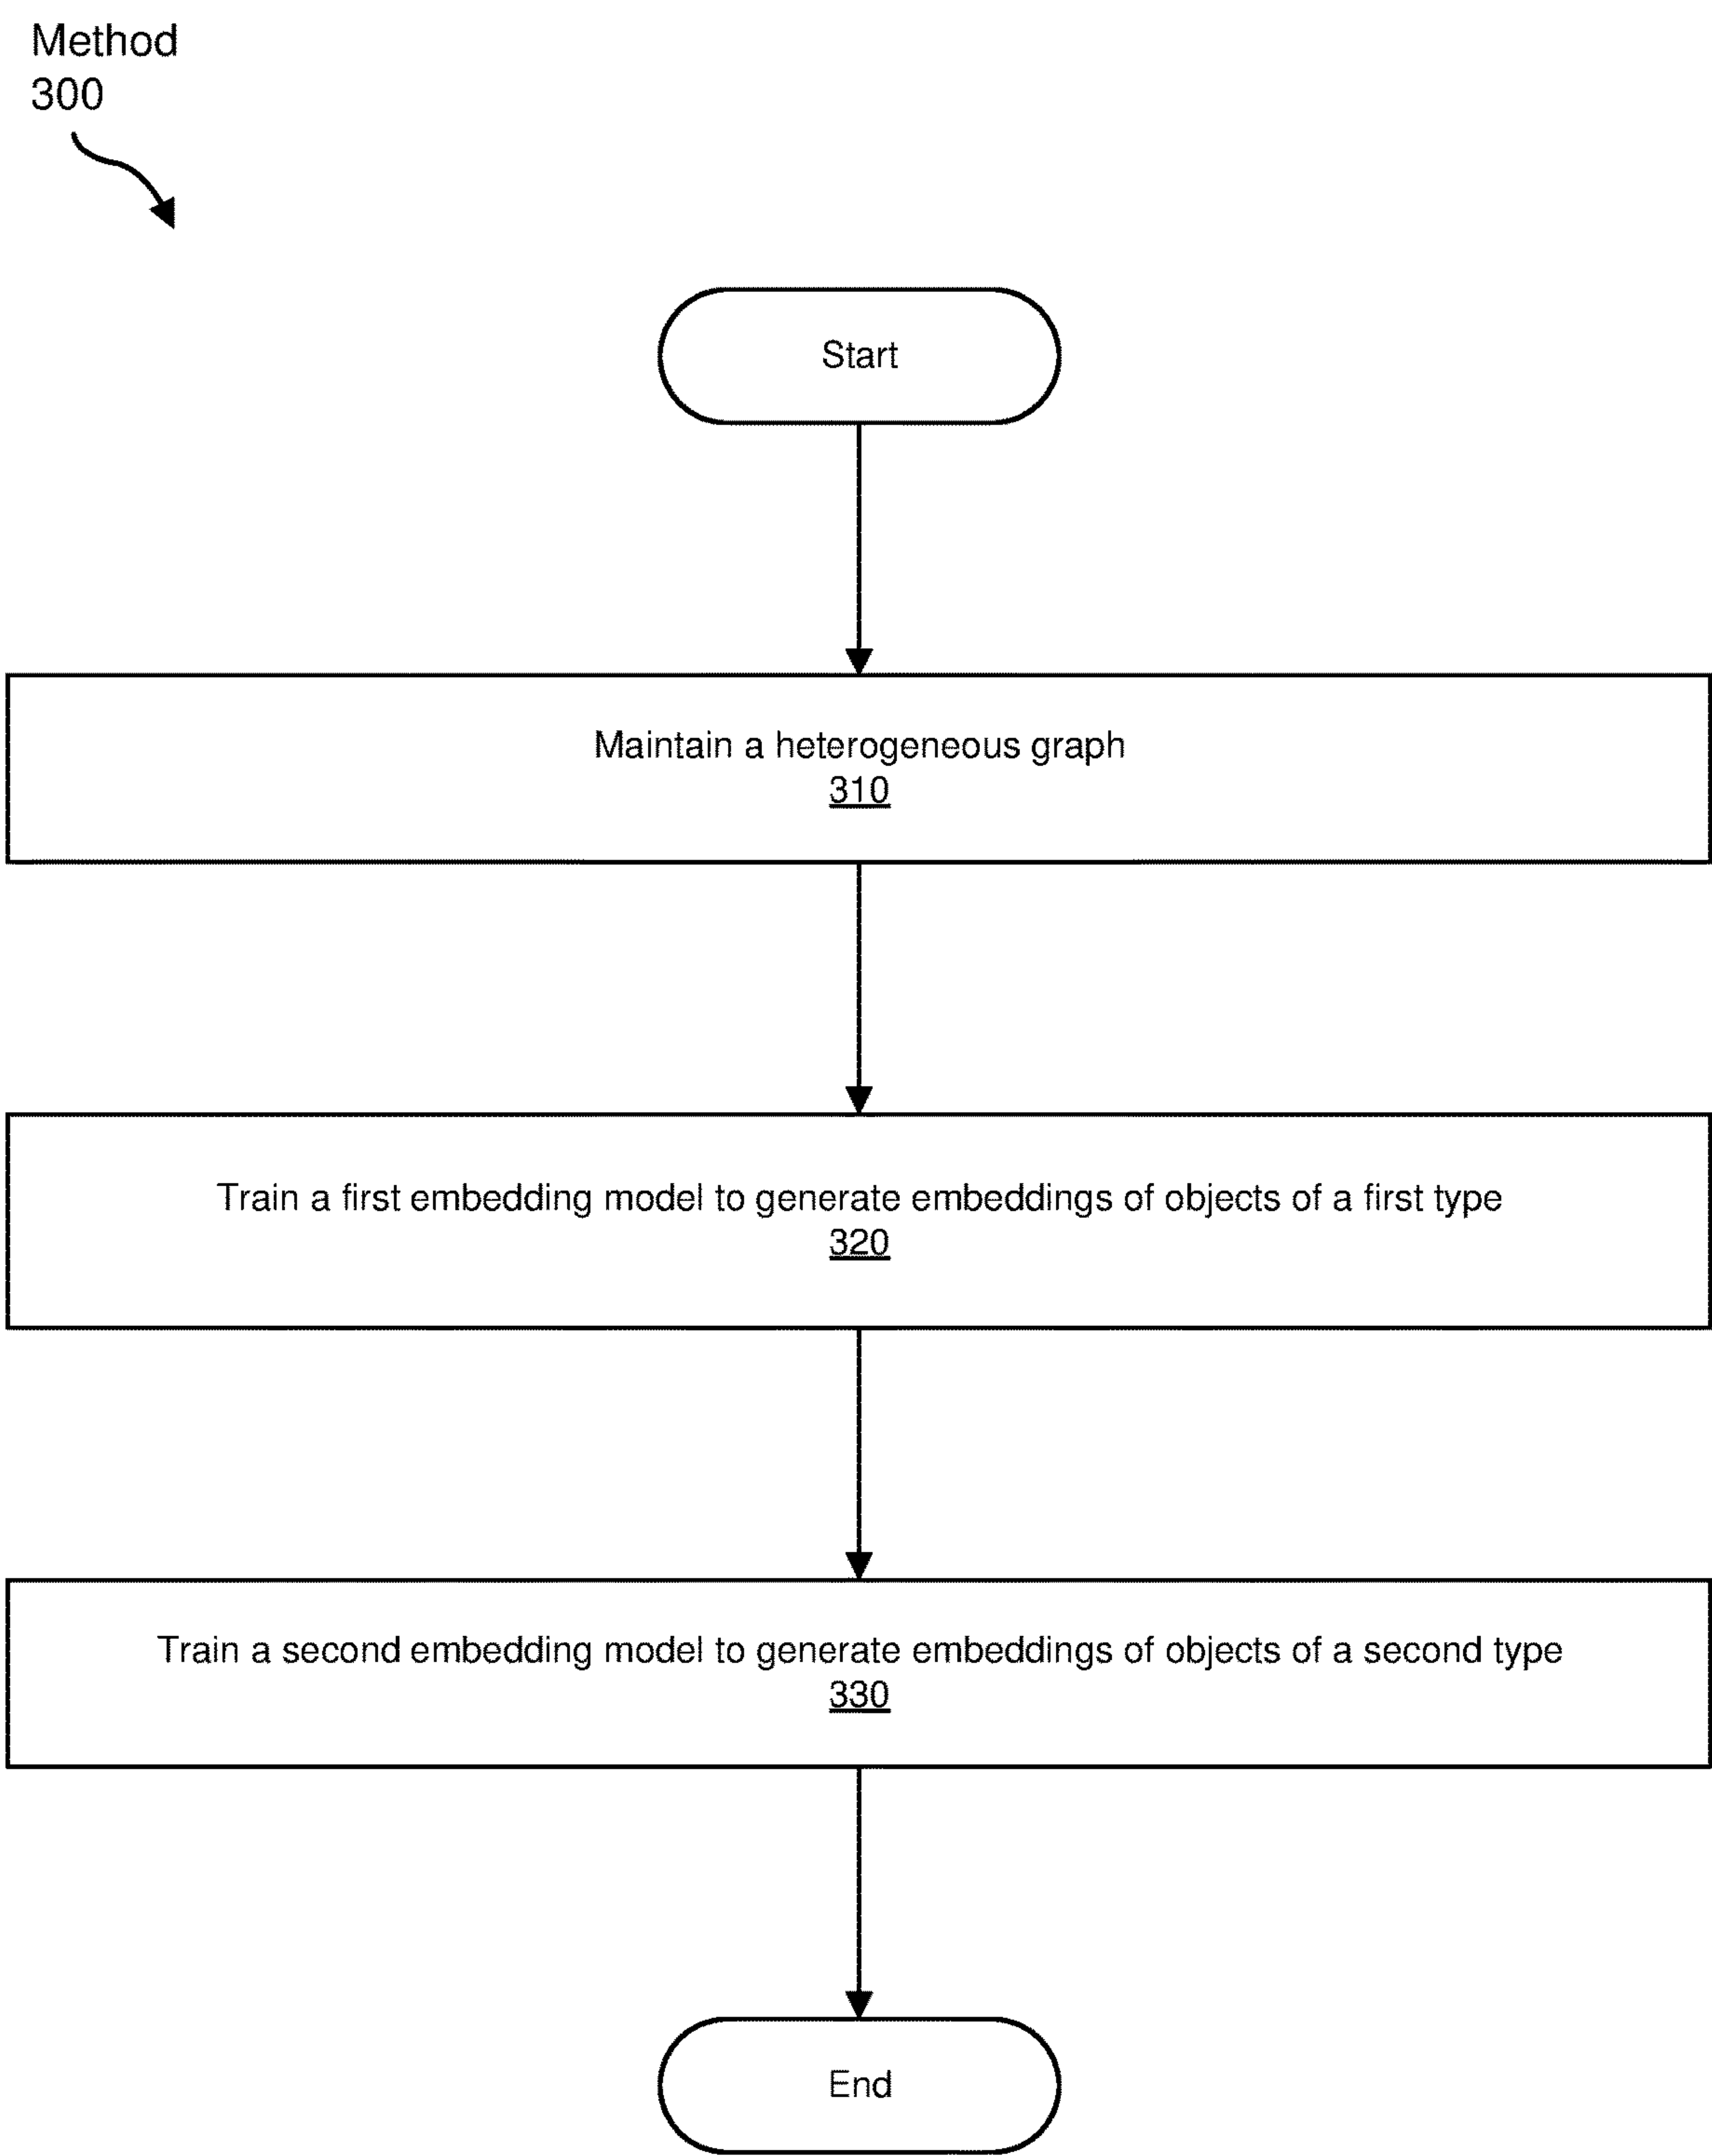 Method
300
Start
Maintain a heterogeneous graph
310
Train a first embedding model to generate embeddings of objects of a first type
320
Train a second embedding model to generate embeddings of objects of a second type
330
End